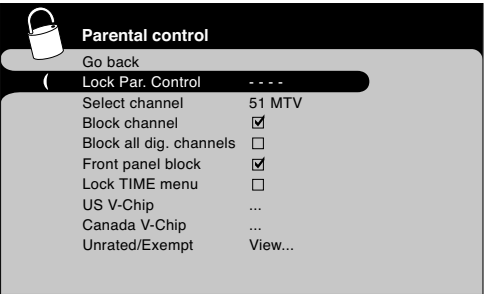 Parental control
Go back
Lock Par. Control - - - -
Select channel 51 MTV
Block channel
Block all dig. channels
Front panel block
Lock TIME menu
US V-Chip ...
Canada V-Chip ...
Unrated/Exempt View...